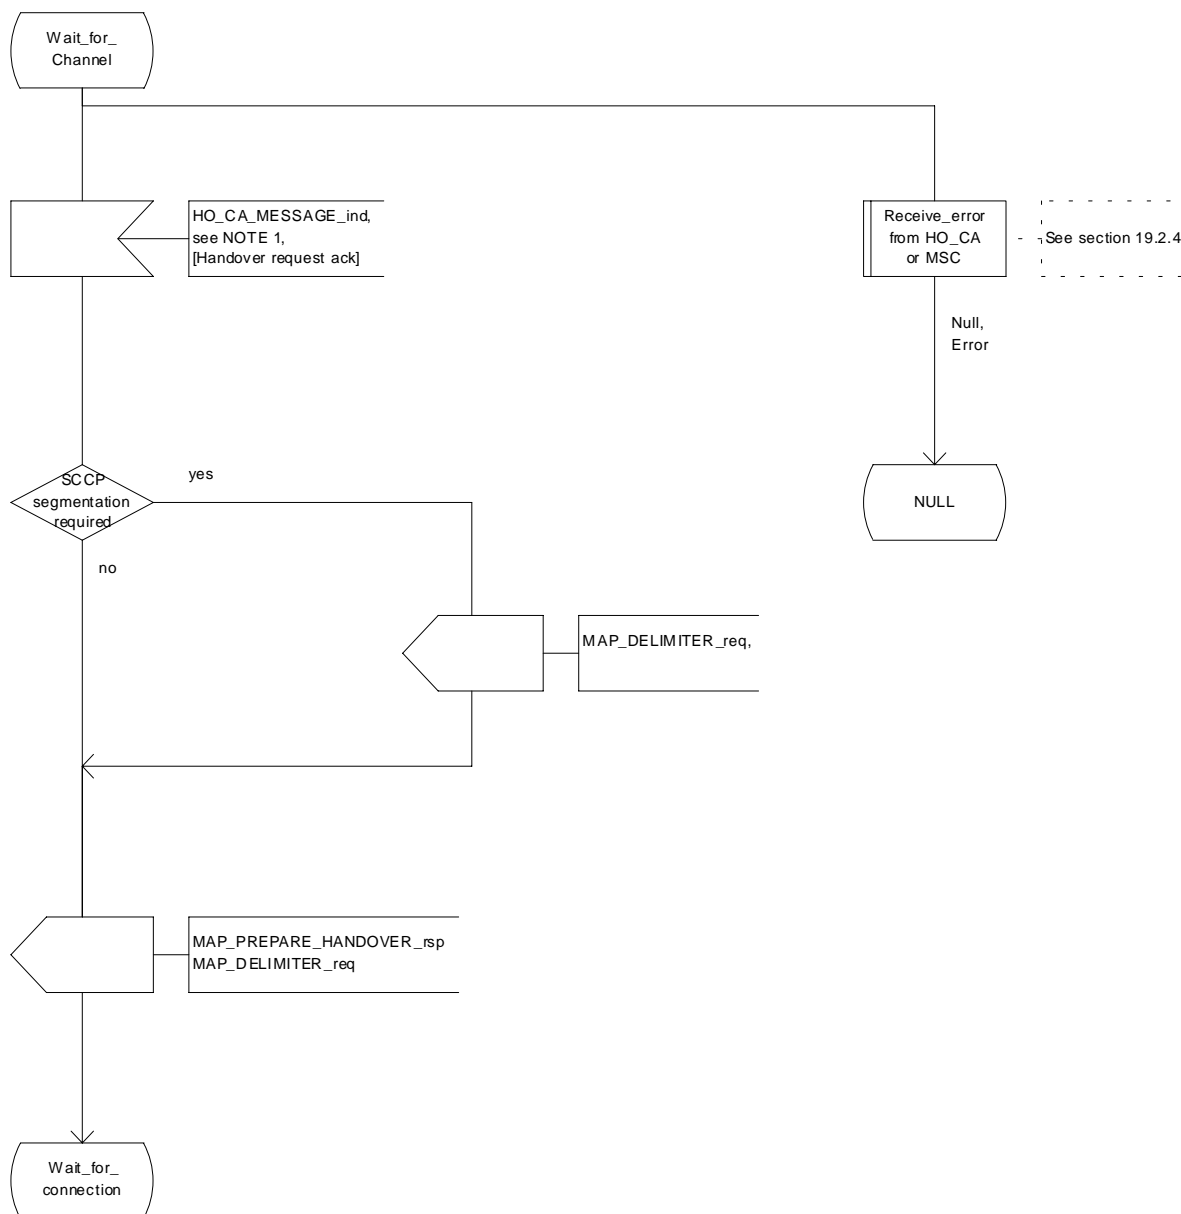 Wait_for_
Channel
HO_CA_MESSAGE_ind,
see NOTE 1,
[Handover request ack]
Receive_error
from HO_CA
or MSC
See section 19.2.4
Null,
Error
SCCP
segmentation
required
yes
NULL
no
MAP_DELIMITER_req,
MAP_PREPARE_HANDOVER_rsp
MAP_DELIMITER_req
Wait_for_
connection